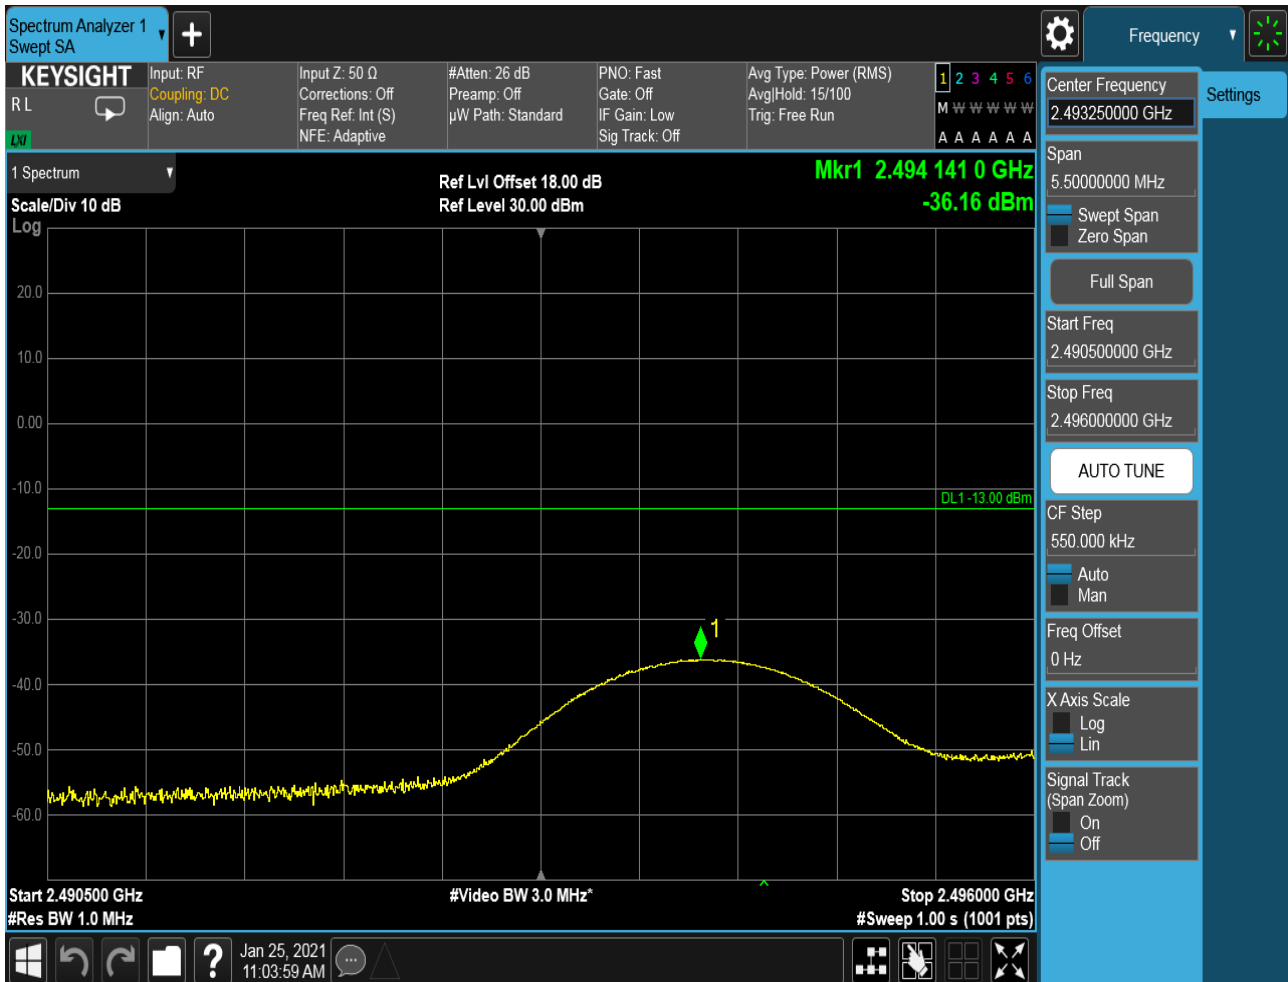 Spectrum Analyzer 1
Swept SA
Frequency
KEYSIGHT
R L
LXI
Input: RF
Coupling: DC
Align: Auto
Input Z: 50 Ω
Corrections: Off
Freq Ref: Int (S)
NFE: Adaptive
#Atten: 26 dB
Preamp: Off
µW Path: Standard
PNO: Fast
Gate: Off
IF Gain: Low
Sig Track: Off
Avg Type: Power (RMS)
Avg|Hold: 15/100
Trig: Free Run
1 2 3 4 5 6
M W W W W W
A A A A A A
1 Spectrum
Scale/Div 10 dB
Log
Ref Lvl Offset 18.00 dB
Ref Level 30.00 dBm
Mkr1 2.494 141 0 GHz
-36.16 dBm
20.0
10.0
0.00
-10.0
DL1 -13.00 dBm
-20.0
-30.0
1
-40.0
-50.0
-60.0
Start 2.490500 GHz
#Res BW 1.0 MHz
#Video BW 3.0 MHz*
Stop 2.496000 GHz
#Sweep 1.00 s (1001 pts)
?
Jan 25, 2021
11:03:59 AM
Center Frequency
2.493250000 GHz
Settings
Span
5.50000000 MHz
Swept Span
Zero Span
Full Span
Start Freq
2.490500000 GHz
Stop Freq
2.496000000 GHz
AUTO TUNE
CF Step
550.000 kHz
Auto
Man
Freq Offset
0 Hz
X Axis Scale
Log
Lin
Signal Track
(Span Zoom)
On
Off